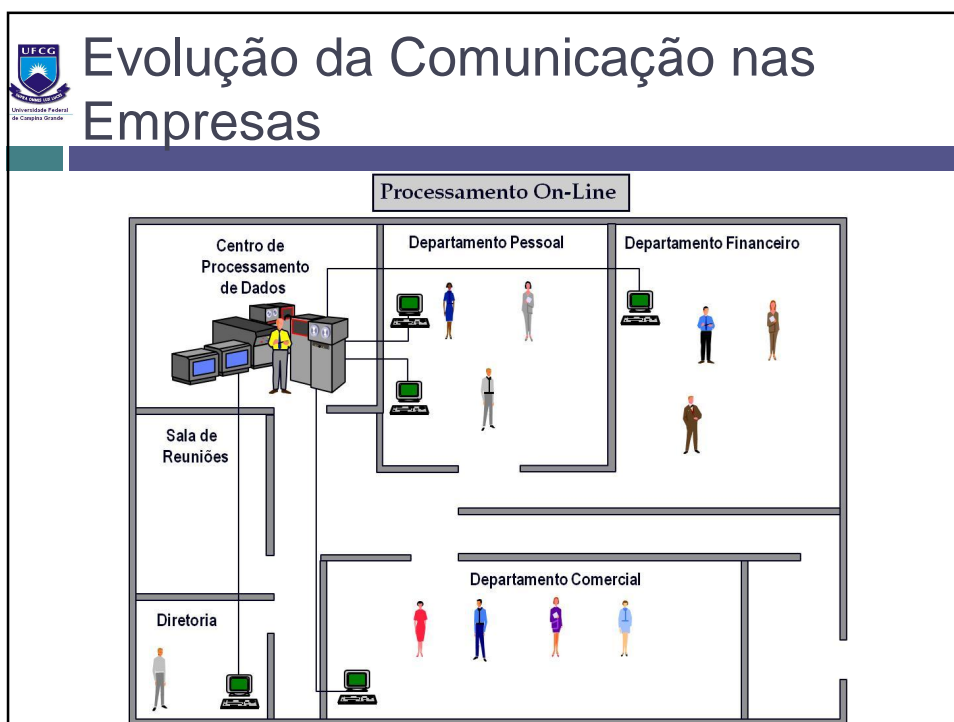 UFCG
Universidade Federal
de Campina Grande
Evolução da Comunicação nas
Empresas
Processamento On-Line
Centro de
Processamento
de Dados
Departamento Pessoal
Departamento Financeiro
Sala de
Reuniões
Departamento Comercial
Diretoria